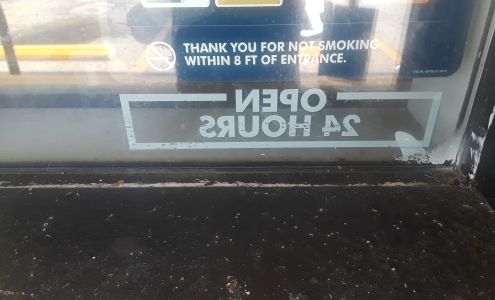 THANK YOU FOR NOT SMOKING
WITHIN 8 FT OF ENTRANCE.
OPEN
24 HOURS